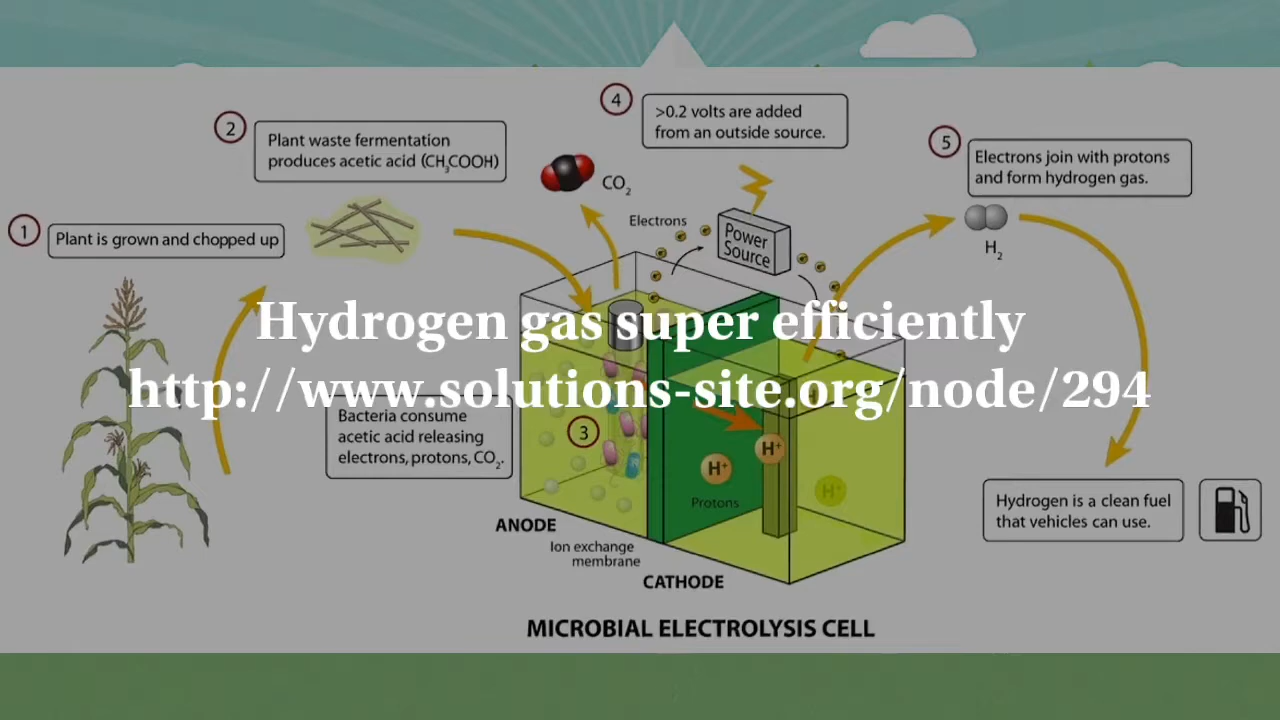 Hydrogen gas super efficiently
http://www.solutions-site.org/node/294
1
Plant is grown and chopped up
2
Plant waste fermentation
produces acetic acid (CH₃COOH)
3
Bacteria consume
acetic acid releasing
electrons, protons, CO₂.
CO₂
4
>0.2 volts are added
from an outside source.
Electrons
e
Power
Source
5
Electrons join with protons
and form hydrogen gas.
H₂
Hydrogen is a clean fuel
that vehicles can use.
H⁺
H⁺
H⁺
Protons
ANODE
Ion exchange
membrane
CATHODE
MICROBIAL ELECTROLYSIS CELL